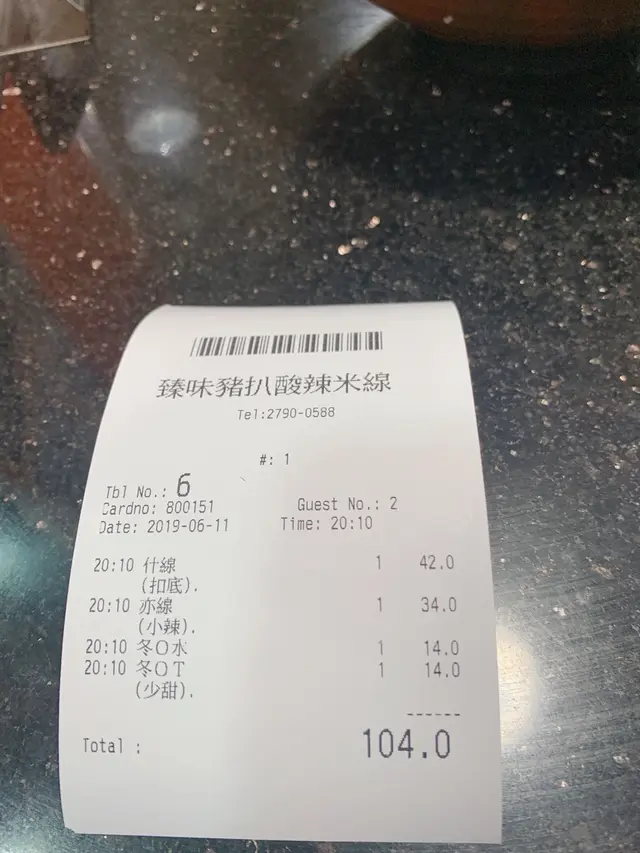 臻味豬扒酸辣米線
Tel:2790-0588
#: 1
Tbl No.: 6
Cardno: 800151 Guest No.: 2
Date: 2019-06-11 Time: 20:10
20:10 什線 1 42.0
(扣底).
20:10 亦線 1 34.0
(小辣).
20:10 冬O水 1 14.0
20:10 冬OT 1 14.0
(少甜).
------
Total : 104.0